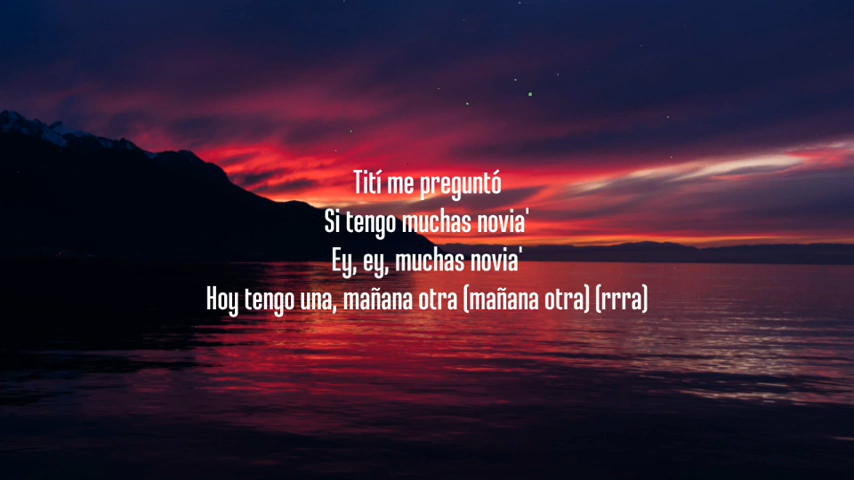 Tití me preguntó
Si tengo muchas novia'
Ey, ey, muchas novia'
Hoy tengo una, mañana otra (mañana otra) (rrra)